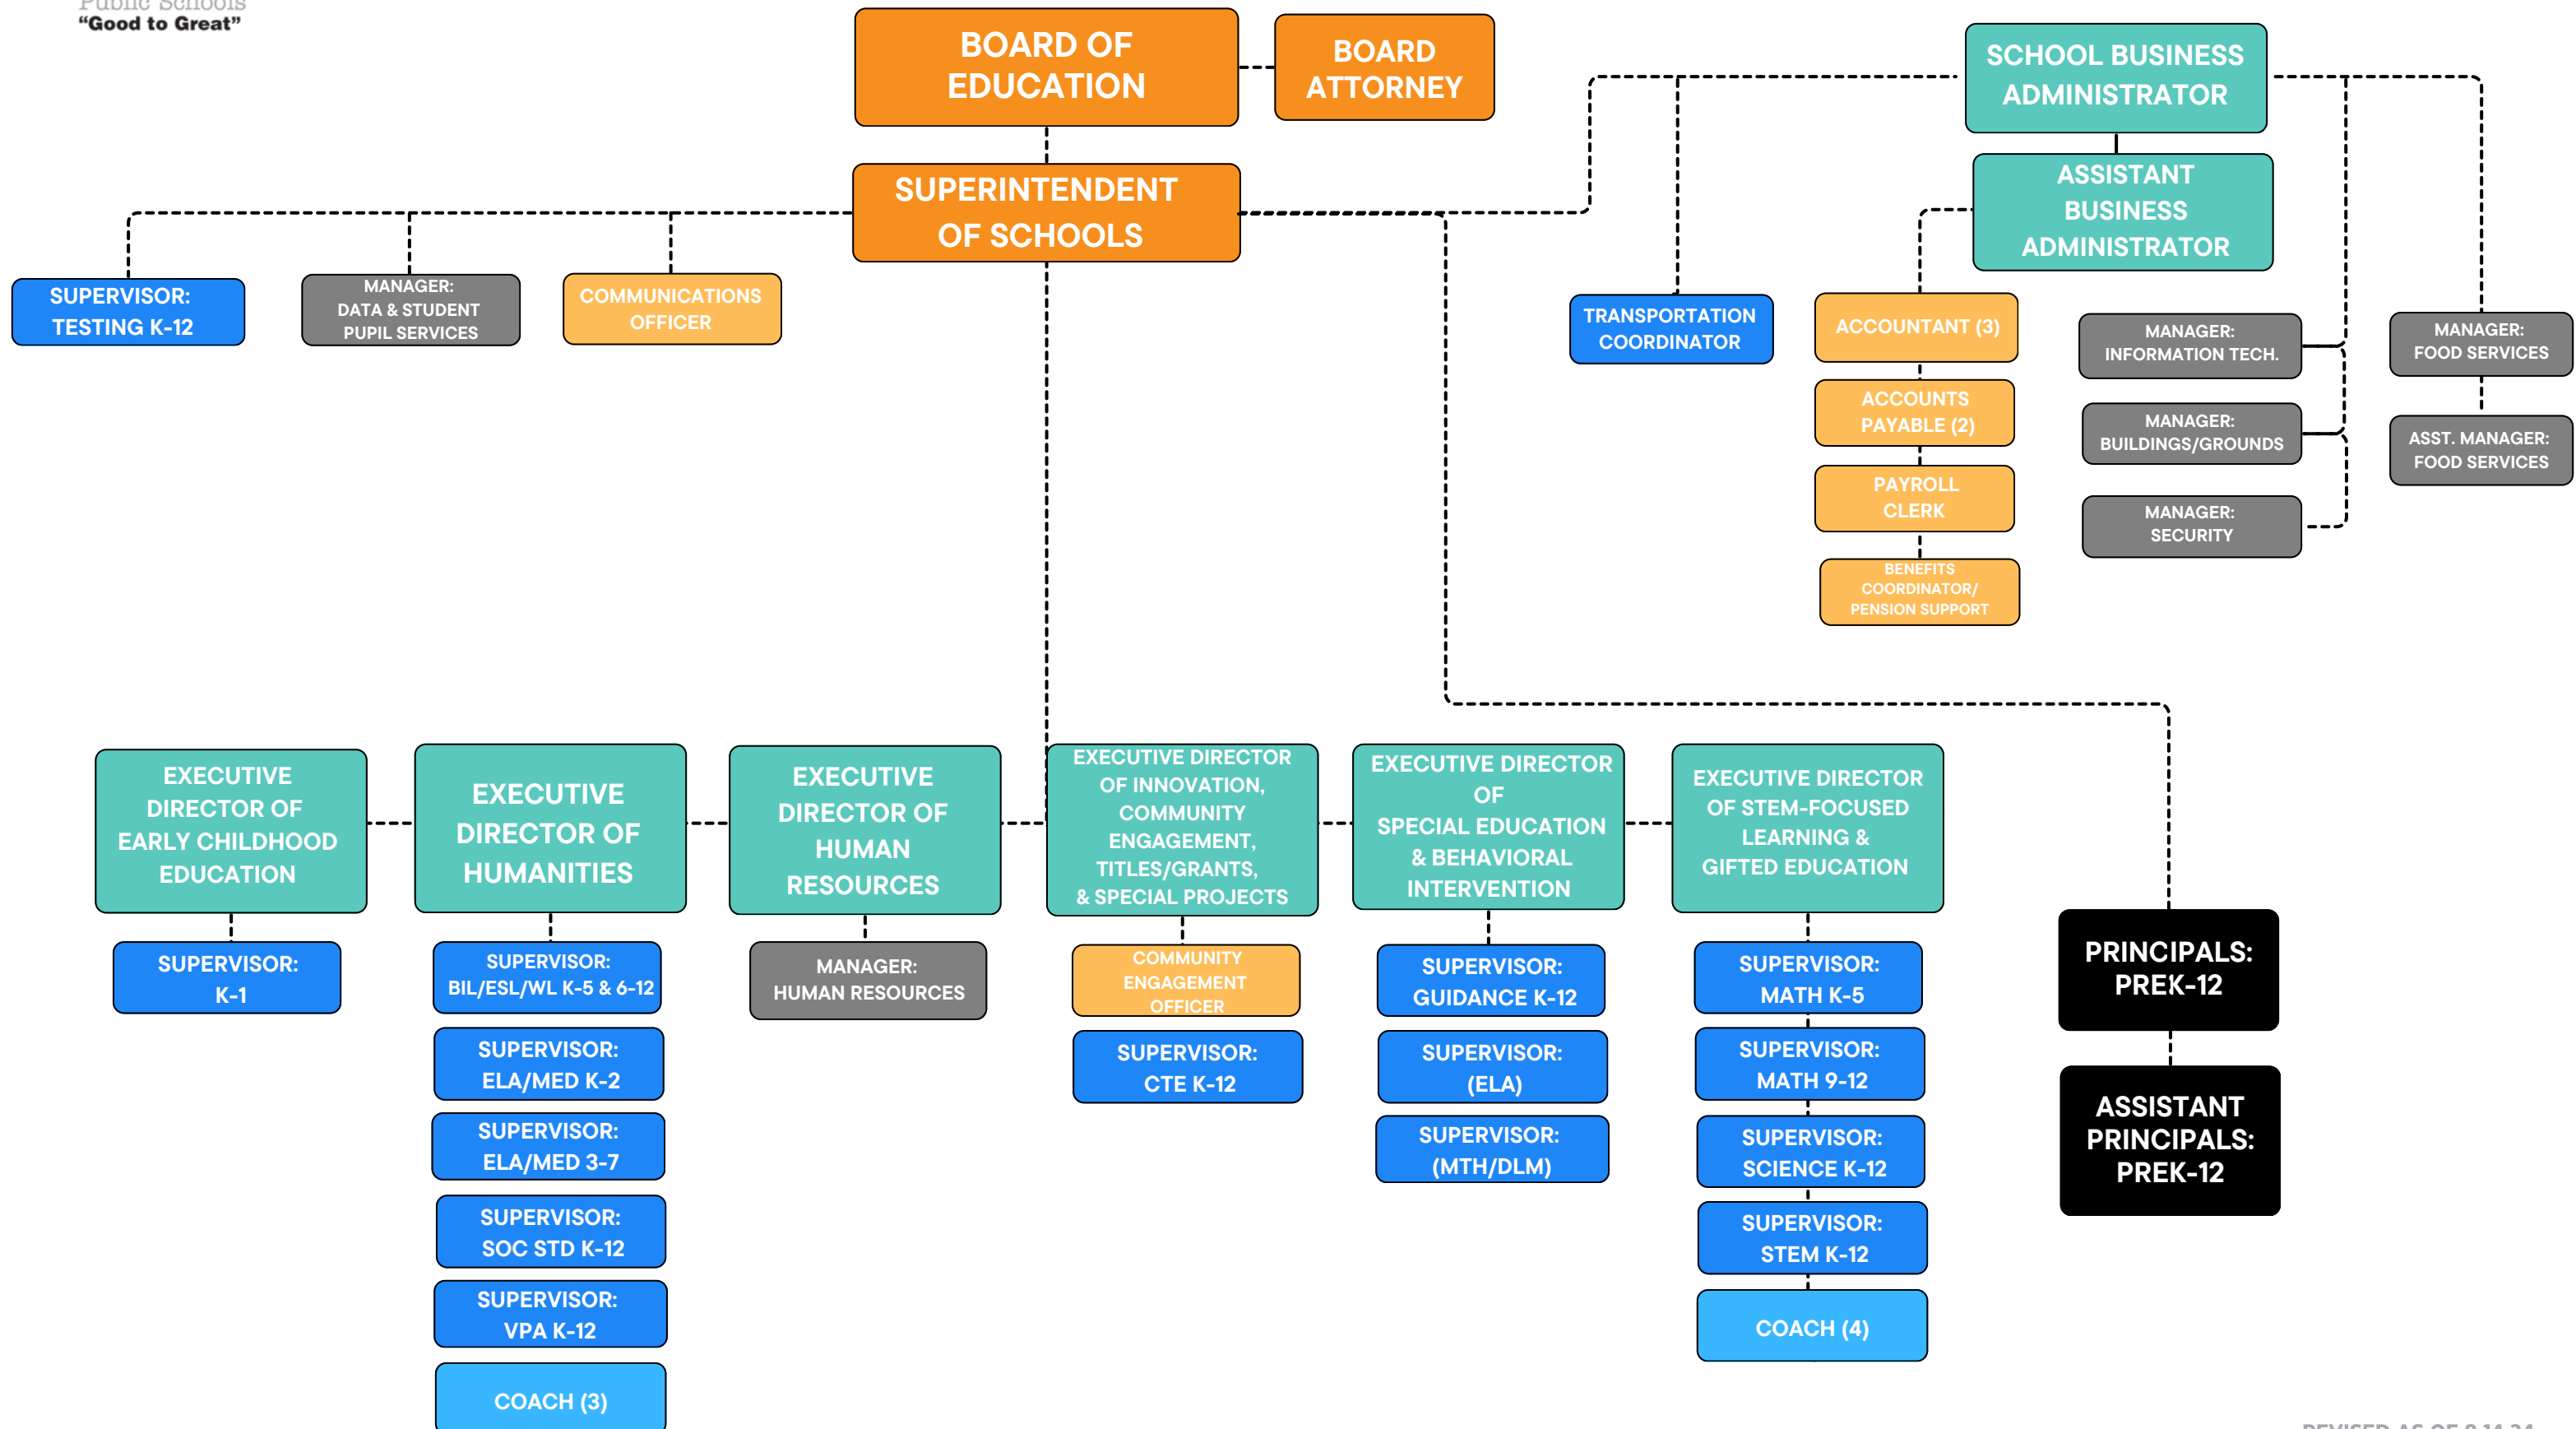 Public Schools
"Good to Great"
BOARD OF
EDUCATION
BOARD
ATTORNEY
SCHOOL BUSINESS
ADMINISTRATOR
SUPERINTENDENT
OF SCHOOLS
ASSISTANT
BUSINESS
ADMINISTRATOR
SUPERVISOR:
TESTING K-12
MANAGER:
DATA & STUDENT
PUPIL SERVICES
COMMUNICATIONS
OFFICER
TRANSPORTATION
COORDINATOR
ACCOUNTANT (3)
ACCOUNTS
PAYABLE (2)
PAYROLL
CLERK
BENEFITS
COORDINATOR/
PENSION SUPPORT
MANAGER:
INFORMATION TECH.
MANAGER:
BUILDINGS/GROUNDS
MANAGER:
SECURITY
MANAGER:
FOOD SERVICES
ASST. MANAGER:
FOOD SERVICES
EXECUTIVE
DIRECTOR OF
EARLY CHILDHOOD
EDUCATION
SUPERVISOR:
K-1
EXECUTIVE
DIRECTOR OF
HUMANITIES
SUPERVISOR:
BIL/ESL/WL K-5 & 6-12
SUPERVISOR:
ELA/MED K-2
SUPERVISOR:
ELA/MED 3-7
SUPERVISOR:
SOC STD K-12
SUPERVISOR:
VPA K-12
COACH (3)
EXECUTIVE
DIRECTOR OF
HUMAN
RESOURCES
MANAGER:
HUMAN RESOURCES
EXECUTIVE DIRECTOR
OF INNOVATION,
COMMUNITY
ENGAGEMENT,
TITLES/GRANTS,
& SPECIAL PROJECTS
COMMUNITY
ENGAGEMENT
OFFICER
SUPERVISOR:
CTE K-12
EXECUTIVE DIRECTOR
OF
SPECIAL EDUCATION
& BEHAVIORAL
INTERVENTION
SUPERVISOR:
GUIDANCE K-12
SUPERVISOR:
(ELA)
SUPERVISOR:
(MTH/DLM)
EXECUTIVE DIRECTOR
OF STEM-FOCUSED
LEARNING &
GIFTED EDUCATION
SUPERVISOR:
MATH K-5
SUPERVISOR:
MATH 9-12
SUPERVISOR:
SCIENCE K-12
SUPERVISOR:
STEM K-12
COACH (4)
PRINCIPALS:
PREK-12
ASSISTANT
PRINCIPALS:
PREK-12
REVISED AS OF 8.14.24